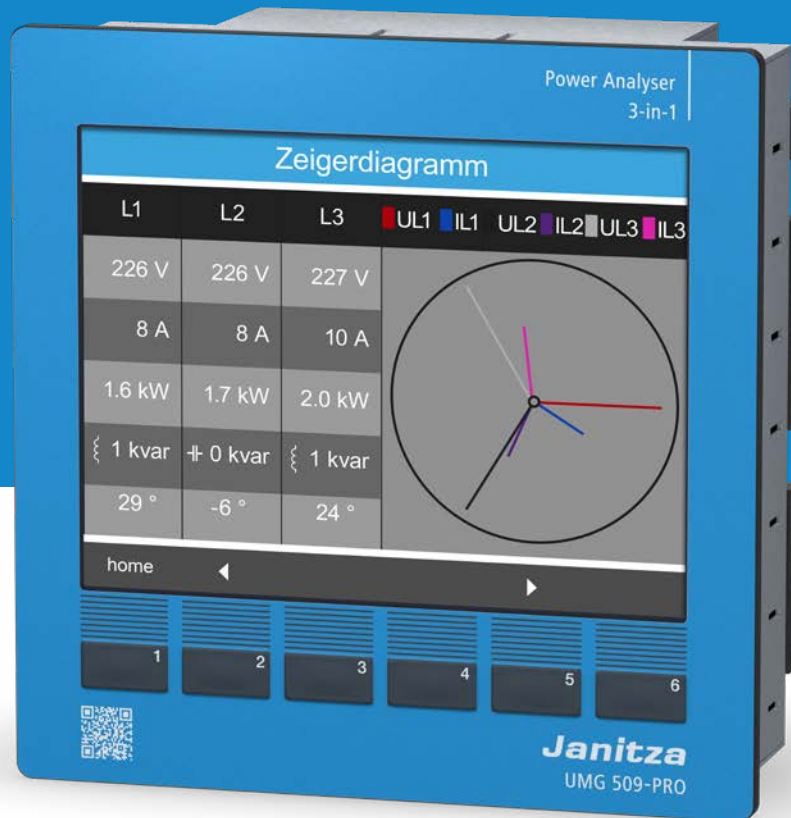 Power Analyser
3-in-1
Zeigerdiagramm
L1 L2 L3 UL1 IL1 UL2 IL2 UL3 IL3
226 V 226 V 227 V
8 A 8 A 10 A
1.6 kW 1.7 kW 2.0 kW
1 kvar 0 kvar 1 kvar
29 ° -6 ° 24 °
home
1 2 3 4 5 6
Janitza
UMG 509-PRO